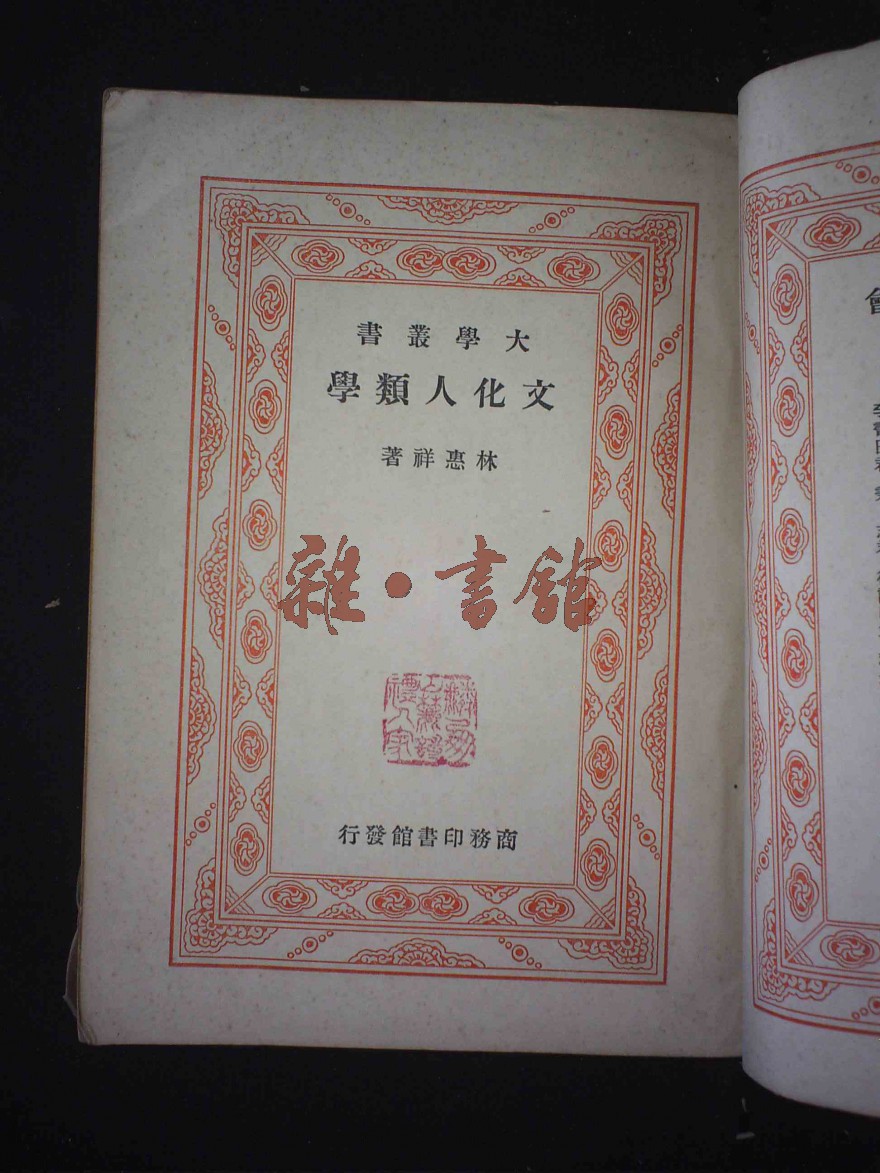 大學叢書
文化人類學
林惠祥著
雜·書館
商務印書館發行